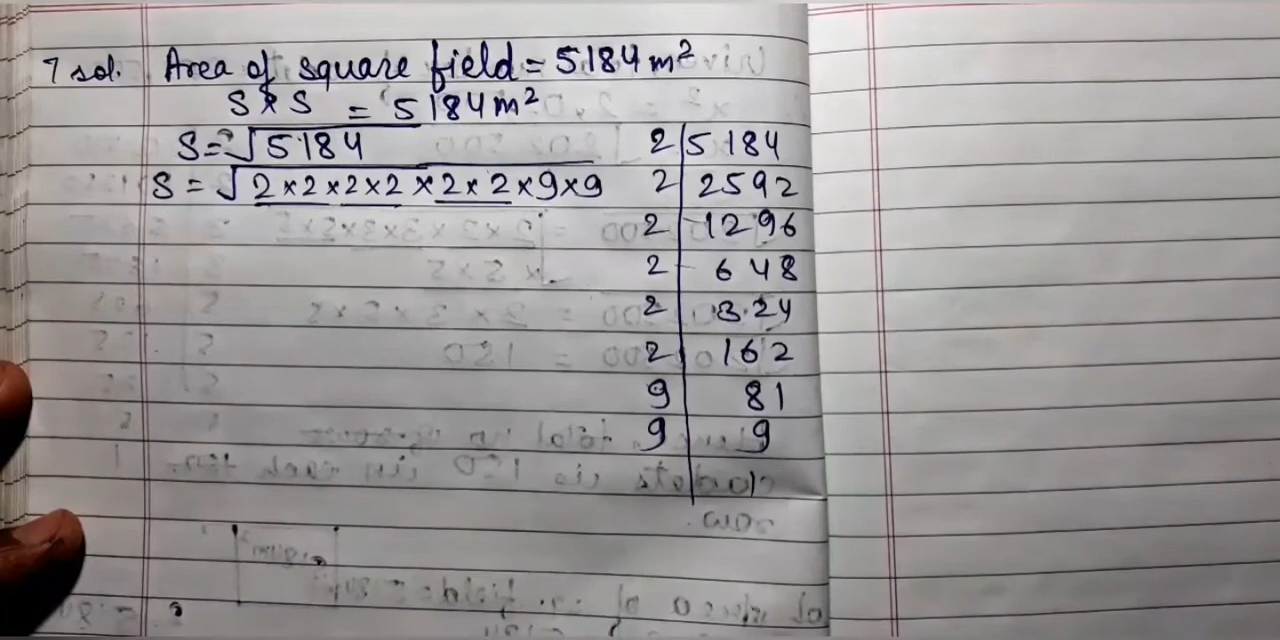 7 sol. Area of square field = 5184 m²
S × S = 5184 m²
S = √5184
S = √2×2×2×2×2×2×9×9
2 | 5184
2 | 2592
2 | 1296
2 | 648
2 | 324
2 | 162
9 | 81
9 | 9